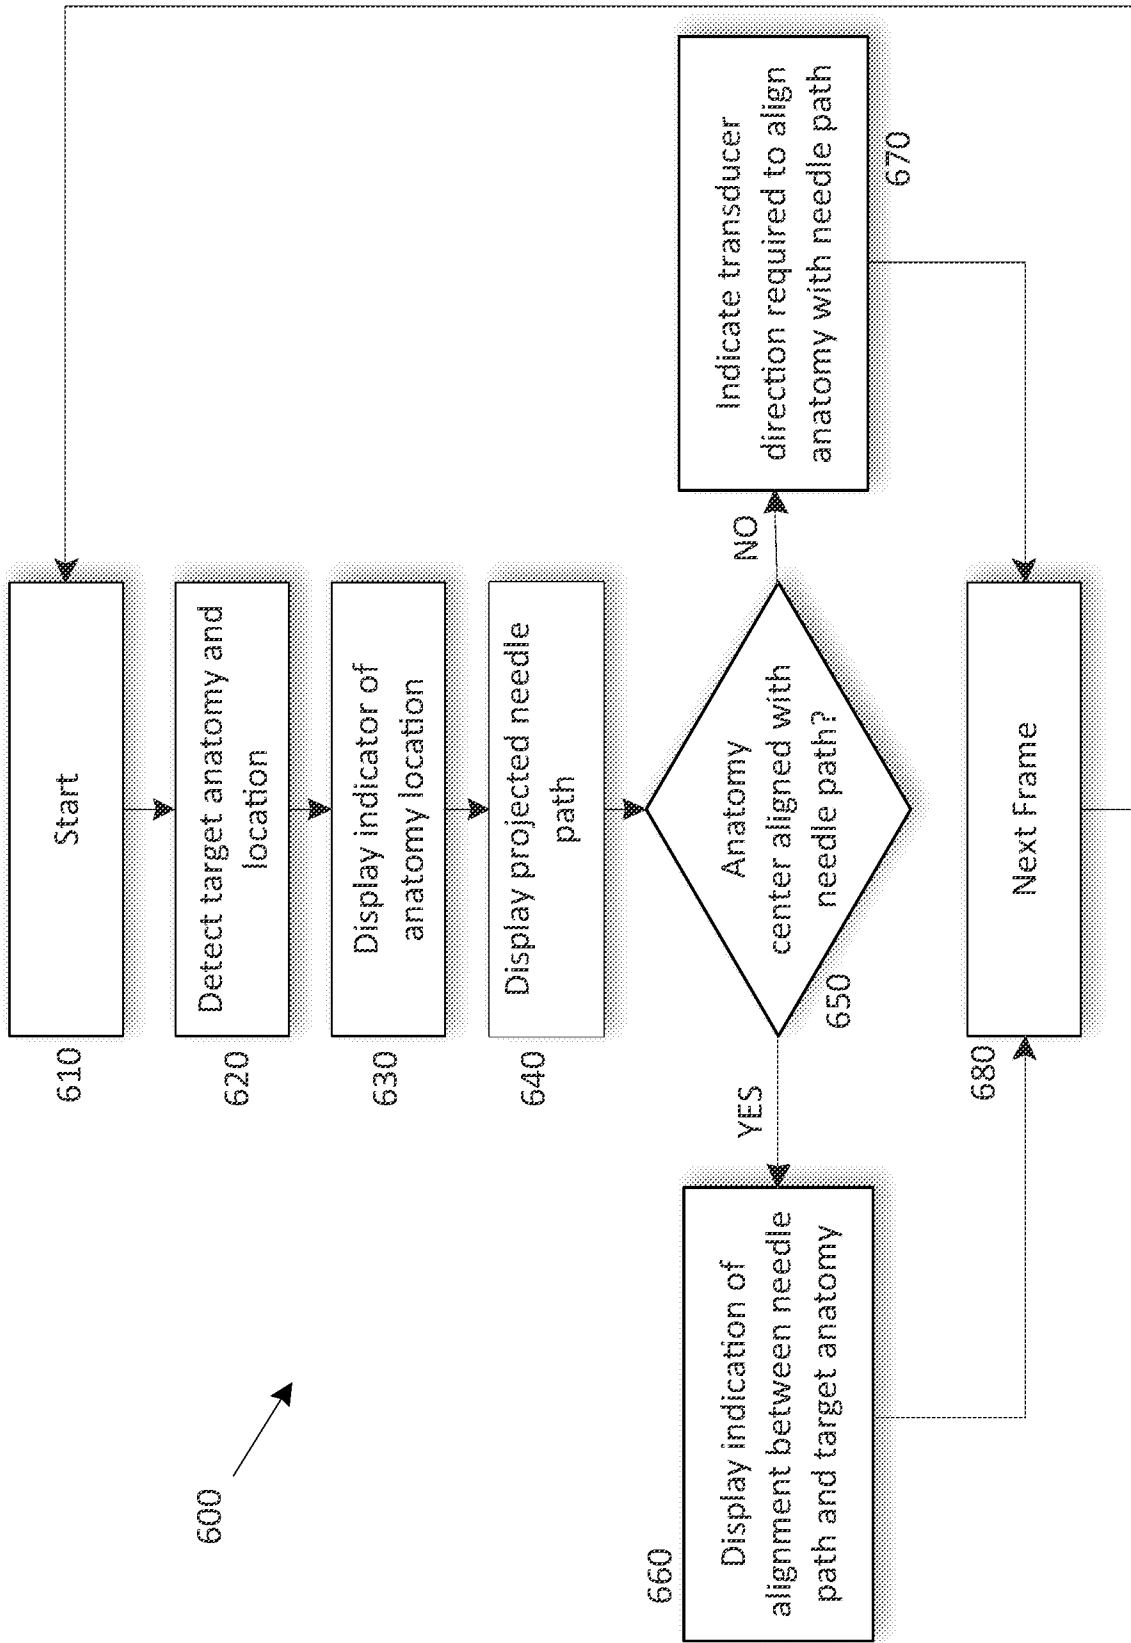 600
610
Start
620
Detect target anatomy and
location
630
Display indicator of
anatomy location
640
Display projected needle
path
650
Anatomy
center aligned with
needle path?
YES
NO
660
Display indication of
alignment between needle
path and target anatomy
Indicate transducer
direction required to align
anatomy with needle path
670
680
Next Frame